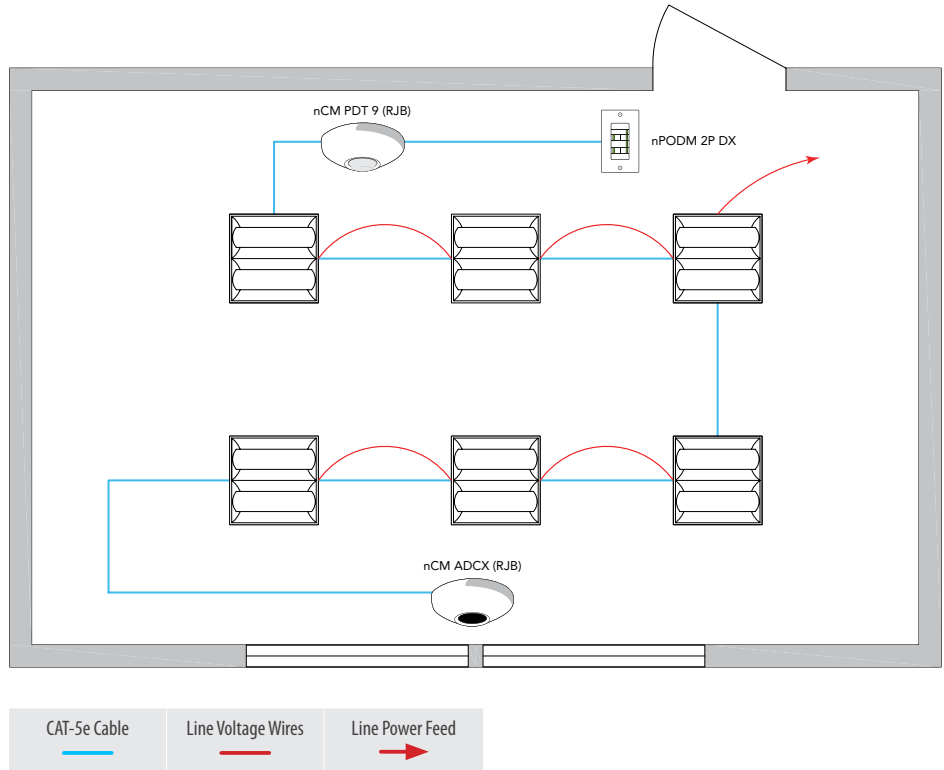 nCM PDT 9 (RJB)
nPODM 2P DX
nCM ADCX (RJB)
CAT-5e Cable
Line Voltage Wires
Line Power Feed